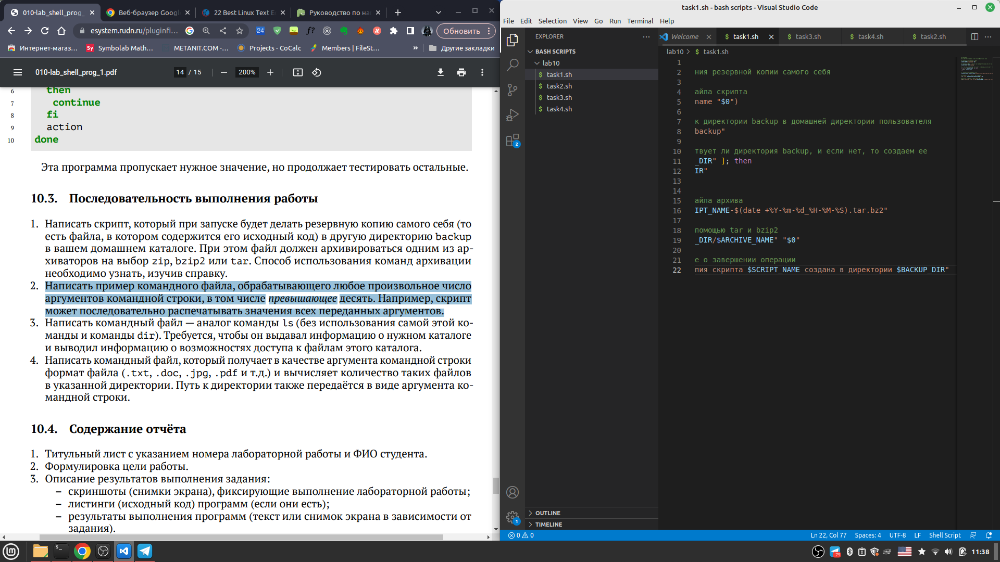 010-lab_shell_prog_
Веб-браузер Googl
22 Best Linux Text E
Руководство по на
esystem.rudn.ru/pluginfi...
24
f?
Обновить
Интернет-магаз...
Sy
Symbolab Math...
METANIT.COM -...
Projects - CoCalc
Members | FileSt...
»
Другие закладки
010-lab_shell_prog_1.pdf
14 / 15
200%
6 then
7 continue
8 fi
9 action
10 done
Эта программа пропускает нужное значение, но продолжает тестировать остальные.
10.3. Последовательность выполнения работы
1. Написать скрипт, который при запуске будет делать резервную копию самого себя (то
есть файла, в котором содержится его исходный код) в другую директорию backup
в вашем домашнем каталоге. При этом файл должен архивироваться одним из ар-
хиваторов на выбор zip, bzip2 или tar. Способ использования команд архивации
необходимо узнать, изучив справку.
2. Написать пример командного файла, обрабатывающего любое произвольное число
аргументов командной строки, в том числе превышающее десять. Например, скрипт
может последовательно распечатывать значения всех переданных аргументов.
3. Написать командный файл — аналог команды ls (без использования самой этой ко-
манды и команды dir). Требуется, чтобы он выдавал информацию о нужном каталоге
и выводил информацию о возможностях доступа к файлам этого каталога.
4. Написать командный файл, который получает в качестве аргумента командной строки
формат файла (.txt, .doc, .jpg, .pdf и т.д.) и вычисляет количество таких файлов
в указанной директории. Путь к директории также передаётся в виде аргумента ко-
мандной строки.
10.4. Содержание отчёта
1. Титульный лист с указанием номера лабораторной работы и ФИО студента.
2. Формулировка цели работы.
3. Описание результатов выполнения задания:
– скриншоты (снимки экрана), фиксирующие выполнение лабораторной работы;
– листинги (исходный код) программ (если они есть);
– результаты выполнения программ (текст или снимок экрана в зависимости от
задания).
task1.sh - bash scripts - Visual Studio Code
File Edit Selection View Go Run Terminal Help
EXPLORER
BASH SCRIPTS
lab10
$ task1.sh
$ task2.sh
$ task3.sh
$ task4.sh
2
1
OUTLINE
TIMELINE
Welcome
$ task1.sh
$ task3.sh
$ task4.sh
$ task2.sh
lab10 > $ task1.sh
1
2 ния резервной копии самого себя
3
4 айла скрипта
5 name "$0")
6
7 к директории backup в домашней директории пользователя
8 backup"
9
10 твует ли директория backup, и если нет, то создаем ее
11 _DIR" ]; then
12 IR"
13
14
15 айла архива
16 IPT_NAME-$(date +%Y-%m-%d_%H-%M-%S).tar.bz2"
17
18 помощью tar и bzip2
19 _DIR/$ARCHIVE_NAME" "$0"
20
21 е о завершении операции
22 пия скрипта $SCRIPT_NAME создана в директории $BACKUP_DIR"
0 0
Ln 22, Col 77 Spaces: 4 UTF-8 LF Shell Script
79
intel
11:38